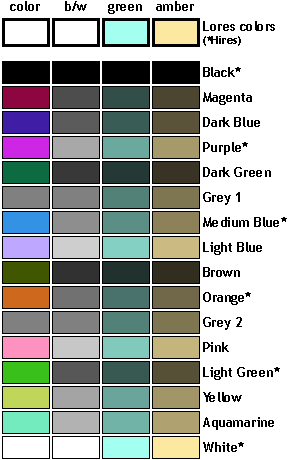 color b/w green amber
Lores colors
(*Hires)
Black*
Magenta
Dark Blue
Purple*
Dark Green
Grey 1
Medium Blue*
Light Blue
Brown
Orange*
Grey 2
Pink
Light Green*
Yellow
Aquamarine
White*